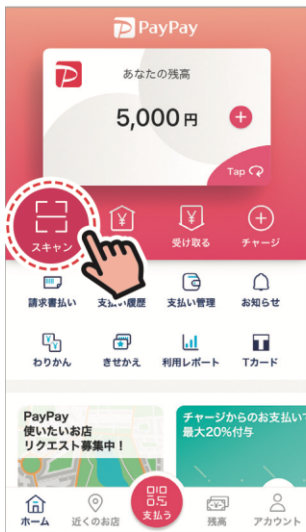 PayPay
あなたの残高
5,000 円
Tap
スキャン
受け取る
チャージ
請求書払い
支払い履歴
支払い管理
お知らせ
わりかん
きせかえ
利用レポート
Tカード
PayPay
使いたいお店
リクエスト募集中！
チャージからのお支払いで
最大20%付与
ホーム
近くのお店
支払う
残高
アカウント